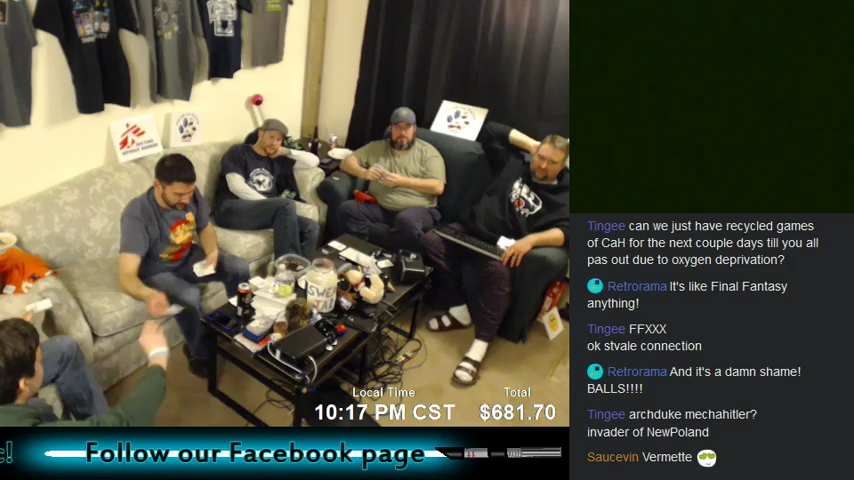 SWEAR
Local Time
10:17 PM CST
Total
$681.70
c!
Follow our Facebook page
Tingee can we just have recycled games
of CaH for the next couple days till you all
pas out due to oxygen deprivation?
Retrorama It's like Final Fantasy
anything!
Tingee FFXXX
ok stvale connection
Retrorama And it's a damn shame!
BALLS!!!!
Tingee archduke mechahitler?
invader of NewPoland
Saucevin Vermette